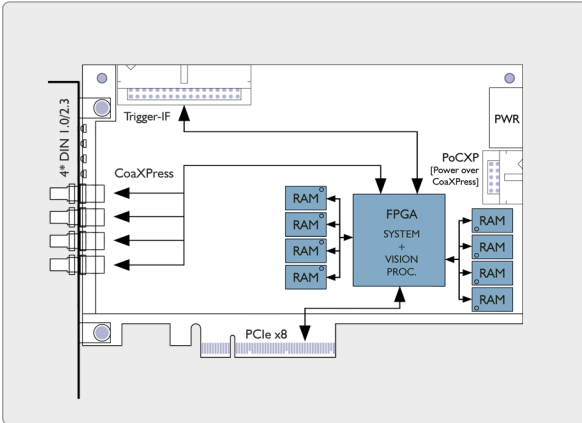 4* DIN 1.0/2.3
Trigger-IF
PWR
PoCXP
[Power over
CoaXPress]
CoaXPress
RAM
RAM
RAM
RAM
FPGA
SYSTEM
+
VISION
PROC.
RAM
RAM
RAM
RAM
PCIe x8